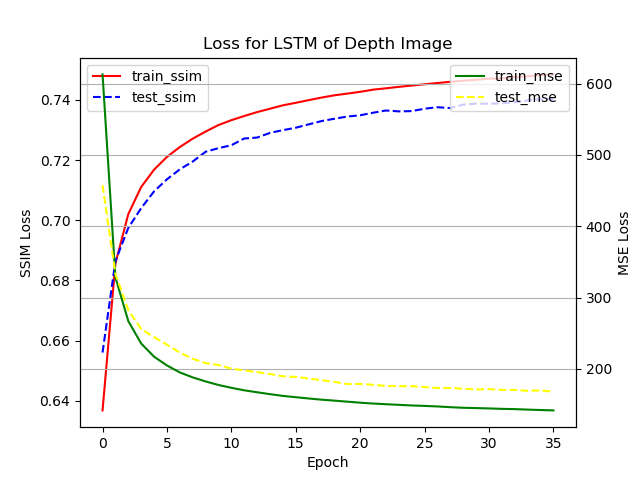 Loss for LSTM of Depth Image
train_ssim
test_ssim
train_mse
test_mse
SSIM Loss
0.74
0.72
0.70
0.68
0.66
0.64
600
500
400
300
200
MSE Loss
0 5 10 15 20 25 30 35
Epoch